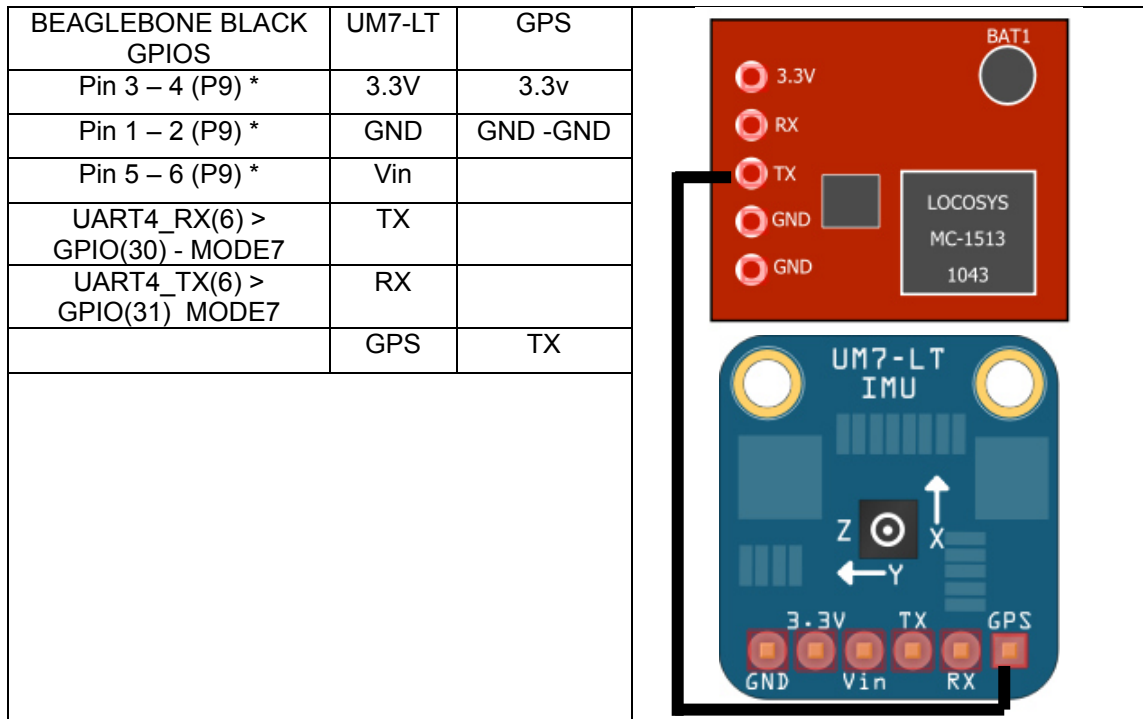 BEAGLEBONE BLACK
GPIOS
UM7-LT
GPS
Pin 3 – 4 (P9) *
3.3V
3.3v
Pin 1 – 2 (P9) *
GND
GND -GND
Pin 5 – 6 (P9) *
Vin
UART4_RX(6) >
GPIO(30) - MODE7
TX
UART4_TX(6) >
GPIO(31)  MODE7
RX
GPS
TX
BAT1
3.3V
RX
TX
GND
GND
LOCOSYS
MC-1513
1043
UM7-LT
IMU
Z
X
Y
3.3V
TX
GPS
GND
Vin
RX